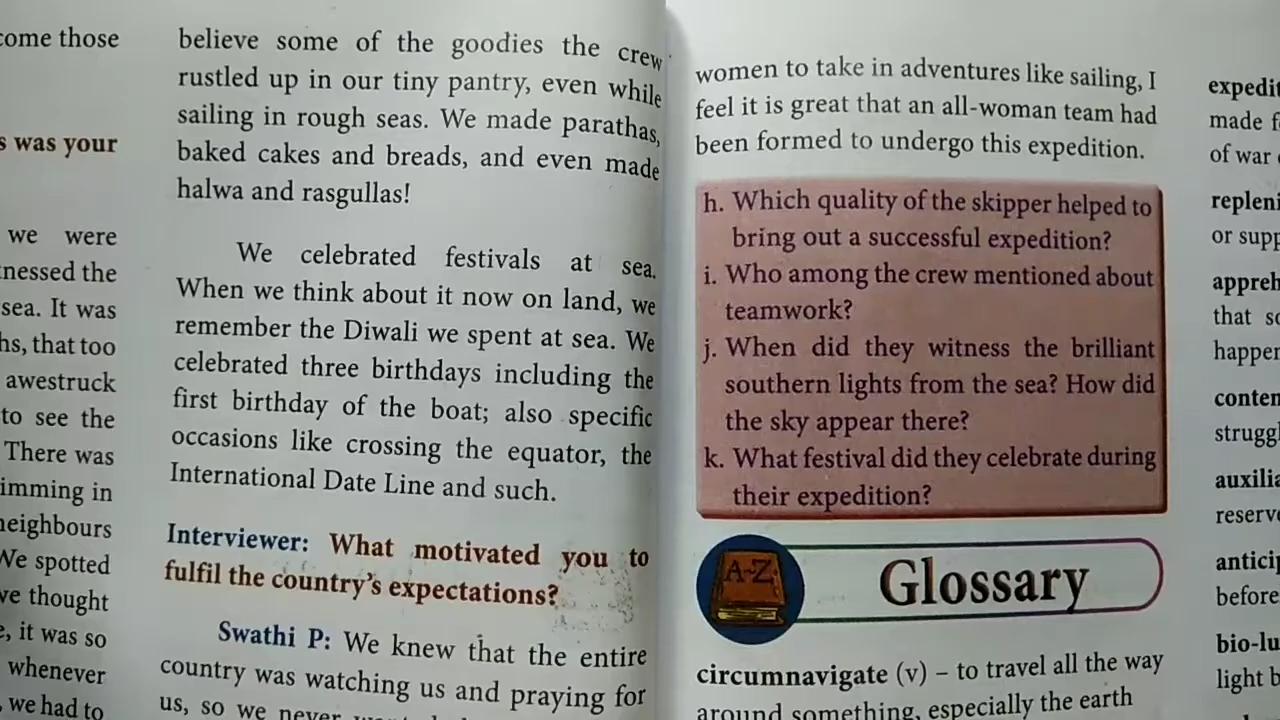 come those
s was your
we were
nessed the
sea. It was
hs, that too
awestruck
to see the
There was
imming in
neighbours
We spotted
we thought
e, it was so
whenever
, we had to
believe some of the goodies the crew
rustled up in our tiny pantry, even while
sailing in rough seas. We made parathas,
baked cakes and breads, and even made
halwa and rasgullas!
We celebrated festivals at sea.
When we think about it now on land, we
remember the Diwali we spent at sea. We
celebrated three birthdays including the
first birthday of the boat; also specific
occasions like crossing the equator, the
International Date Line and such.
Interviewer: What motivated you to
fulfil the country's expectations?
Swathi P: We knew that the entire
country was watching us and praying for
us, so we never
women to take in adventures like sailing, I
feel it is great that an all-woman team had
been formed to undergo this expedition.
h. Which quality of the skipper helped to
bring out a successful expedition?
i. Who among the crew mentioned about
teamwork?
j. When did they witness the brilliant
southern lights from the sea? How did
the sky appear there?
k. What festival did they celebrate during
their expedition?
A-Z
Glossary
circumnavigate (v) – to travel all the way
around something, especially the earth
expedit
made f
of war
repleni
or supp
appreh
that so
happen
conten
struggl
auxilia
reserve
anticip
before
bio-lu
light b